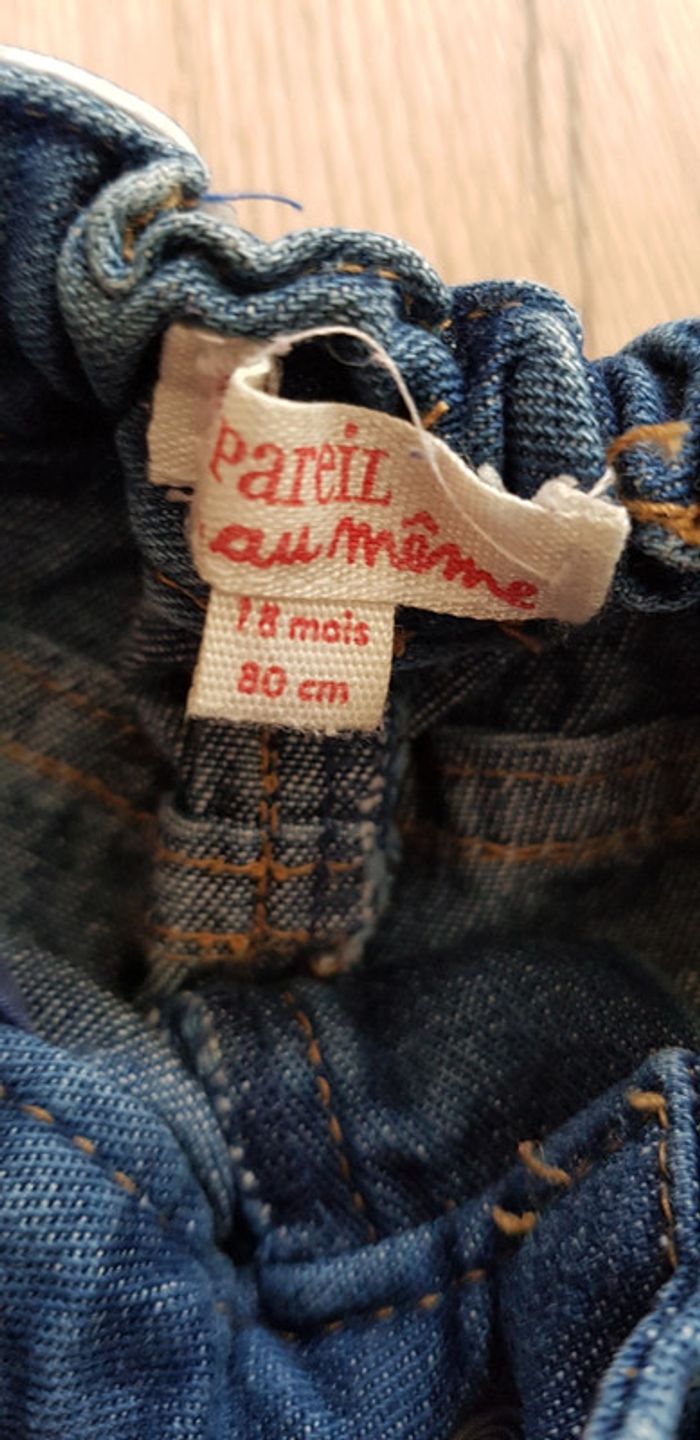 Pareil
au même
18 mois
80 cm